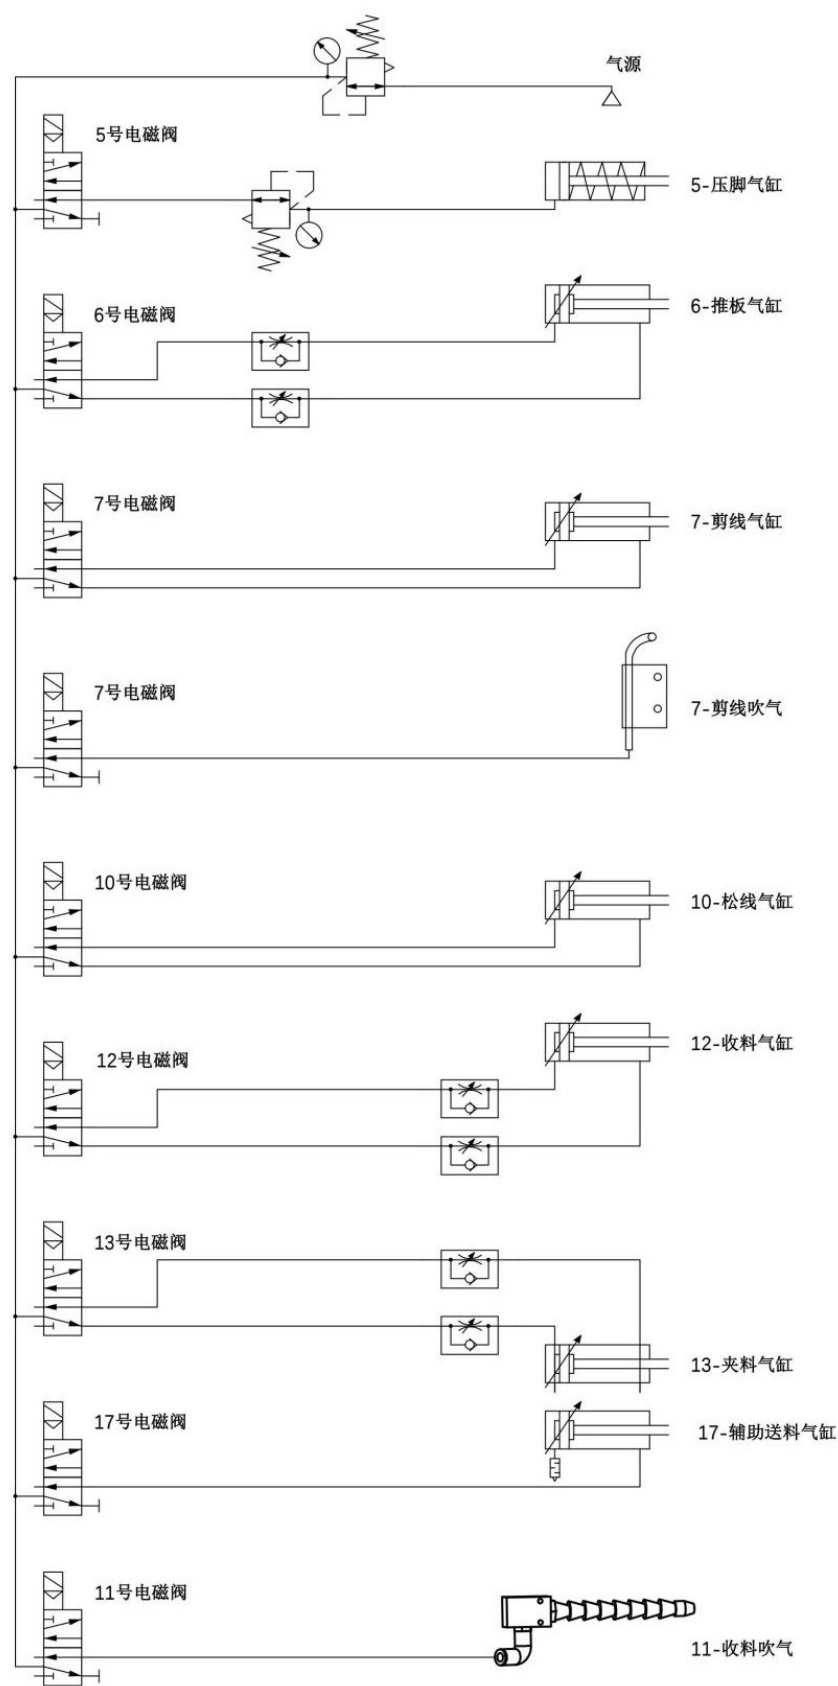 气源
5号电磁阀
5-压脚气缸
6号电磁阀
6-推板气缸
7号电磁阀
7-剪线气缸
7号电磁阀
7-剪线吹气
10号电磁阀
10-松线气缸
12号电磁阀
12-收料气缸
13号电磁阀
13-夹料气缸
17号电磁阀
17-辅助送料气缸
11号电磁阀
11-收料吹气